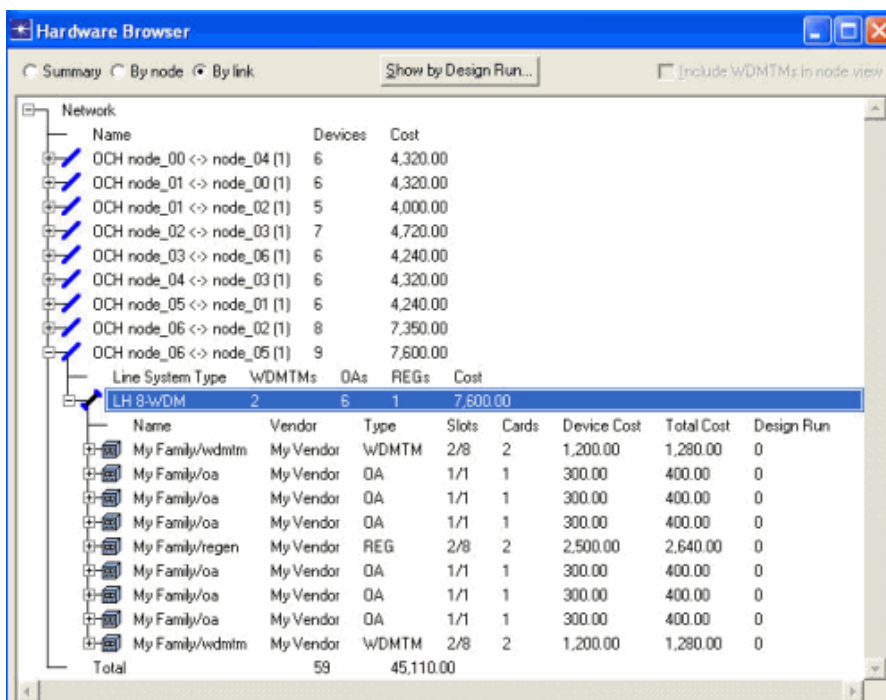 Hardware Browser
Summary By node By link Show by Design Run... Include WDMTMs in node view
Network
Name Devices Cost
OCH node_00 <-> node_04 (1) 6 4,320.00
OCH node_01 <-> node_00 (1) 6 4,320.00
OCH node_01 <-> node_02 (1) 5 4,000.00
OCH node_02 <-> node_03 (1) 7 4,720.00
OCH node_03 <-> node_06 (1) 6 4,240.00
OCH node_04 <-> node_03 (1) 6 4,320.00
OCH node_05 <-> node_01 (1) 6 4,240.00
OCH node_06 <-> node_02 (1) 8 7,350.00
OCH node_06 <-> node_05 (1) 9 7,600.00
Line System Type WDMTMs OAs REGs Cost
LH 8-WDM 2 6 1 7,600.00
Name Vendor Type Slots Cards Device Cost Total Cost Design Run
My Family/wdmtm My Vendor WDMTM 2/8 2 1,200.00 1,280.00 0
My Family/oa My Vendor OA 1/1 1 300.00 400.00 0
My Family/oa My Vendor OA 1/1 1 300.00 400.00 0
My Family/oa My Vendor OA 1/1 1 300.00 400.00 0
My Family/regen My Vendor REG 2/8 2 2,500.00 2,640.00 0
My Family/oa My Vendor OA 1/1 1 300.00 400.00 0
My Family/oa My Vendor OA 1/1 1 300.00 400.00 0
My Family/oa My Vendor OA 1/1 1 300.00 400.00 0
My Family/wdmtm My Vendor WDMTM 2/8 2 1,200.00 1,280.00 0
Total 59 45,110.00